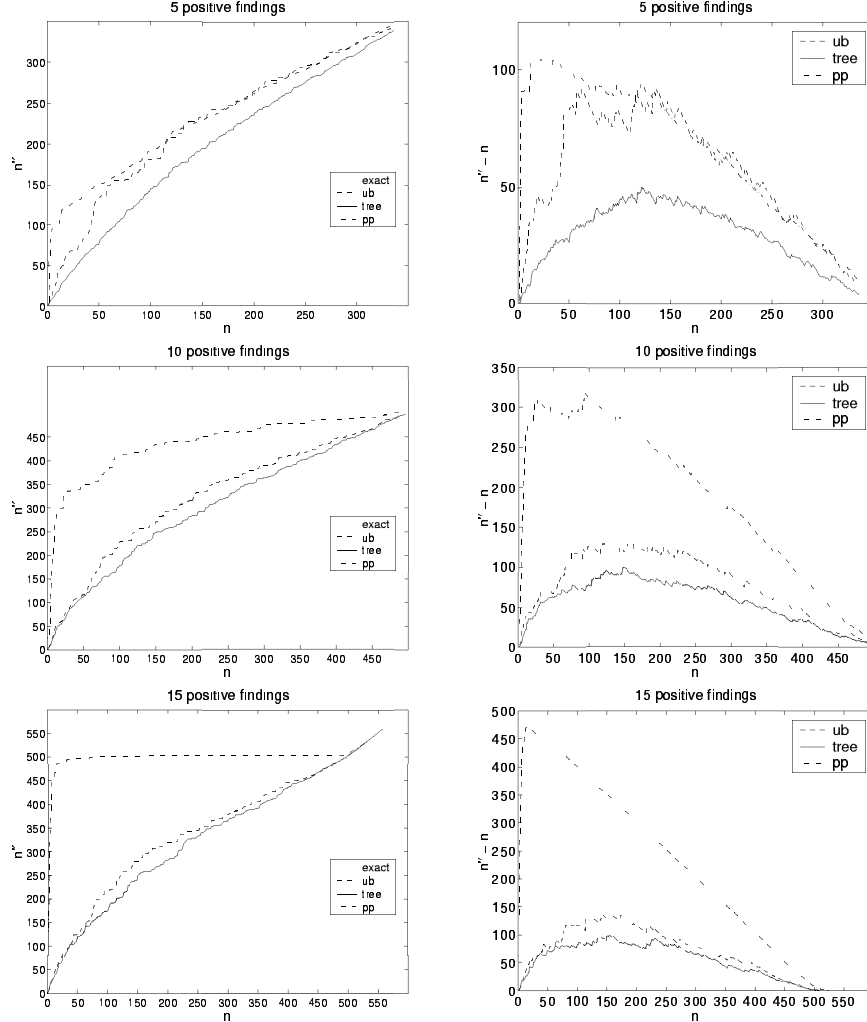 5 positive findings
300
250
200
150
100
50
0
0 50 100 150 200 250 300
n
exact
ub
tree
pp
5 positive findings
n'' − n
100
50
0
0 50 100 150 200 250 300
n
ub
tree
pp
10 positive findings
450
400
350
300
250
200
150
100
50
0
0 50 100 150 200 250 300 350 400 450
n
exact
ub
tree
pp
10 positive findings
n'' − n
350
300
250
200
150
100
50
0
0 50 100 150 200 250 300 350 400 450
n
ub
tree
pp
15 positive findings
550
500
450
400
350
300
250
200
150
100
50
0
0 50 100 150 200 250 300 350 400 450 500 550
n
exact
ub
tree
pp
15 positive findings
n'' − n
500
450
400
350
300
250
200
150
100
50
0
0 50 100 150 200 250 300 350 400 450 500 550
n
ub
tree
pp